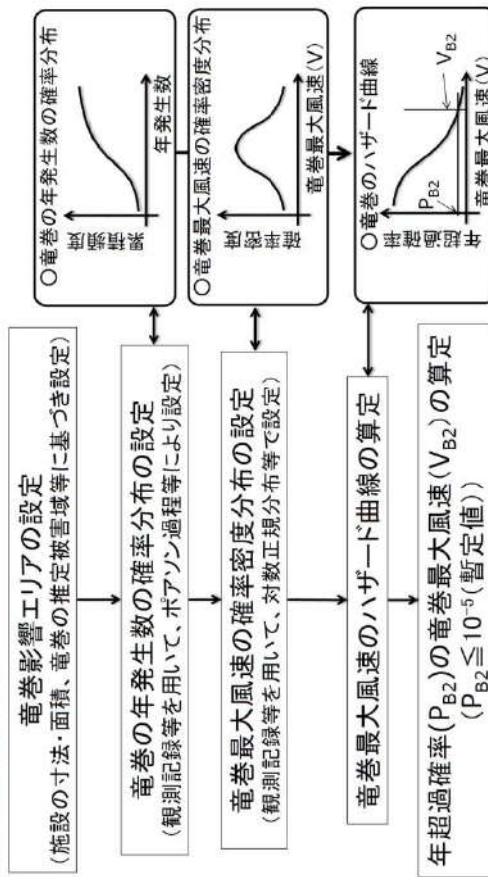 竜巻影響エリアの設定
(施設の寸法・面積、竜巻の推定被害域等に基づき設定)
竜巻の年発生数の確率分布の設定
(観測記録等を用いて、ポアソン過程等により設定)
竜巻最大風速の確率密度分布の設定
(観測記録等を用いて、対数正規分布等で設定)
竜巻最大風速のハザード曲線の算定
年超過確率(PB2)の竜巻最大風速(VB2)の算定
(PB2≦10-5(暫定値))
○竜巻の年発生数の確率分布
累積頻度
年発生数
○竜巻最大風速の確率密度分布
確率密度
竜巻最大風速(V)
○竜巻のハザード曲線
年超過確率
PB2
VB2
竜巻最大風速(V)